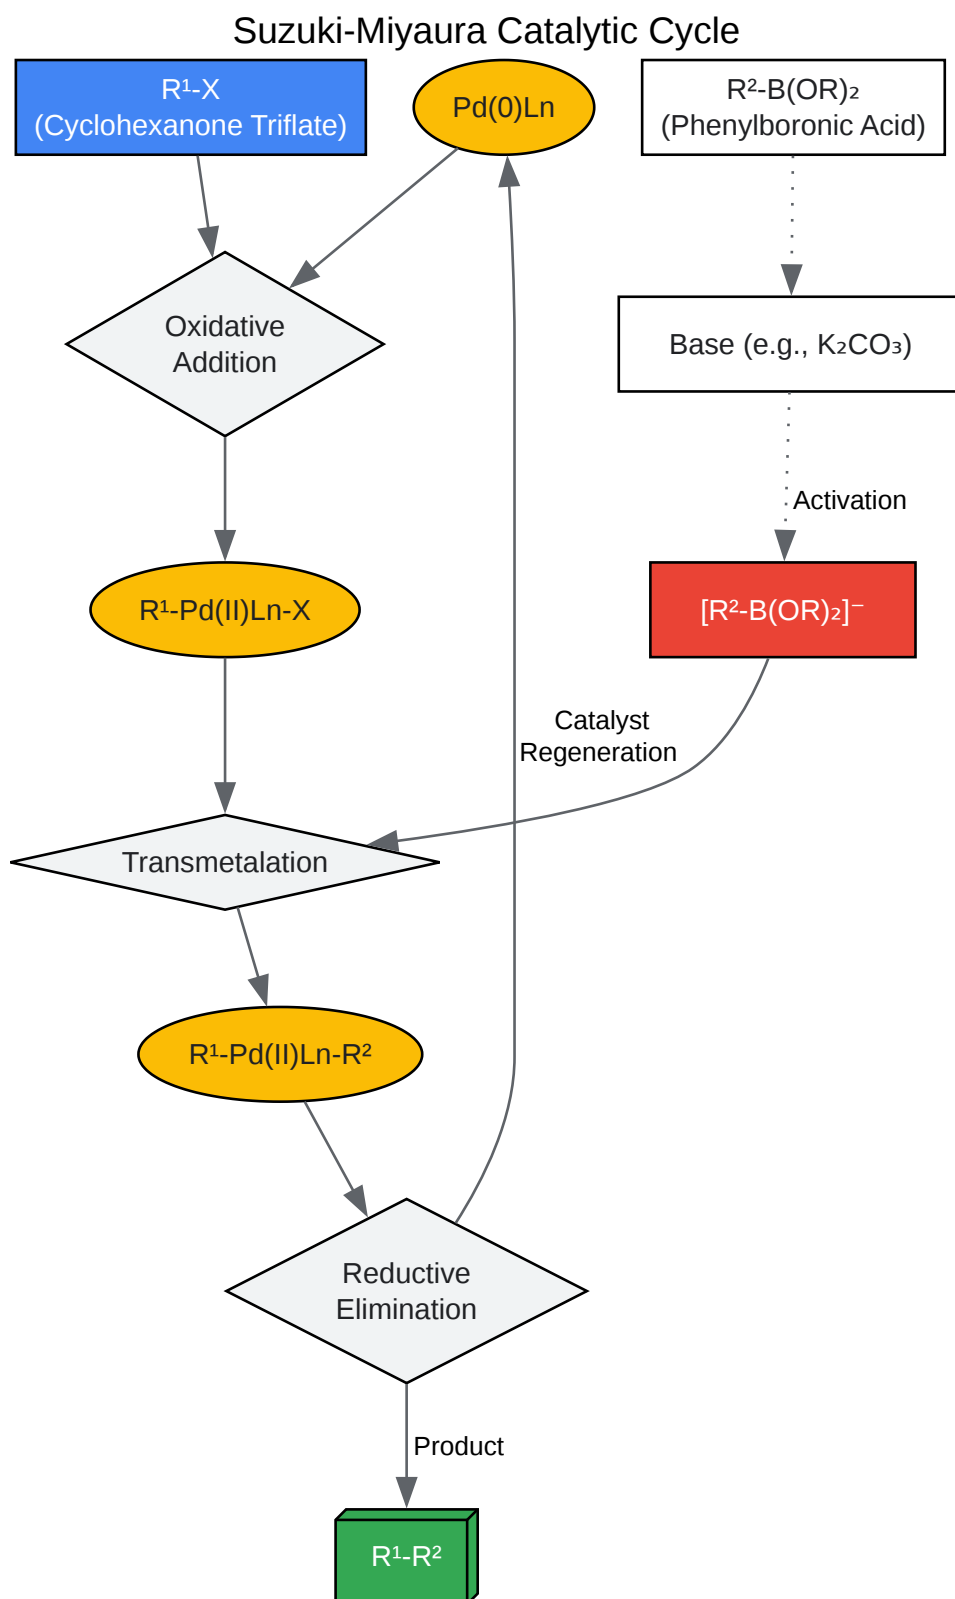 Suzuki-Miyaura Catalytic Cycle
R¹-X
(Cyclohexanone Triflate)
Pd(0)Ln
R²-B(OR)₂
(Phenylboronic Acid)
Oxidative
Addition
Base (e.g., K₂CO₃)
Activation
R¹-Pd(II)Ln-X
[R²-B(OR)₂]⁻
Catalyst
Regeneration
Transmetalation
R¹-Pd(II)Ln-R²
Reductive
Elimination
Product
R¹-R²